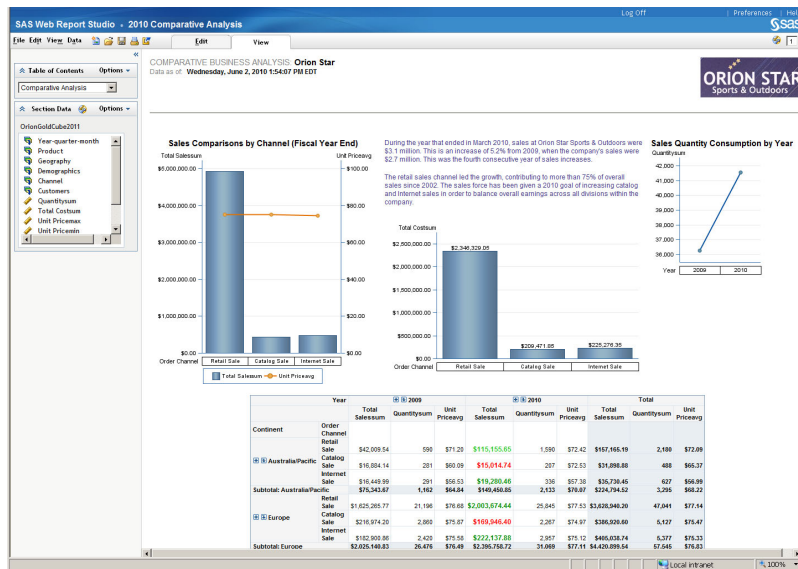 Log Off | Preferences | Hel
SAS Web Report Studio - 2010 Comparative Analysis
Ssas
File Edit View Data Edit View
1
«
Table of Contents Options
Comparative Analysis
Section Data Options
OrionGoldCube2011
Year-quarter-month
Product
Geography
Demographics
Channel
Customers
Quantitysum
Total Costsum
Unit Pricemax
Unit Pricemin
COMPARATIVE BUSINESS ANALYSIS: Orion Star
Data as of: Wednesday, June 2, 2010 1:54:07 PM EDT
ORION STAR
Sports & Outdoors
Sales Comparisons by Channel (Fiscal Year End)
Total Salessum Unit Priceavg
$5,000,000.00 $100.00
$4,000,000.00 $80.00
$3,000,000.00 $60.00
$2,000,000.00 $40.00
$1,000,000.00 $20.00
$0.00 $0.00
Order Channel Retail Sale Catalog Sale Internet Sale
Total Salessum Unit Priceavg
During the year that ended in March 2010, sales at Orion Star Sports & Outdoors were
$3.1 million. This is an increase of 5.2% from 2009, when the company's sales were
$2.7 million. This was the fourth consecutive year of sales increases.
The retail sales channel led the growth, contributing to more than 75% of overall
sales since 2002. The sales force has been given a 2010 goal of increasing catalog
and Internet sales in order to balance overall earnings across all divisions within the
company.
Total Costsum
$2,500,000.00
$2,346,329.05
$2,000,000.00
$1,500,000.00
$1,000,000.00
$500,000.00
$209,471.85 $225,276.35
$0.00
Order Channel Retail Sale Catalog Sale Internet Sale
Sales Quantity Consumption by Year
Quantitysum
42,000
41,000
40,000
39,000
38,000
37,000
36,000
Year 2009 2010
Year 2009 2010 Total
Total Salessum Quantitysum Unit Priceavg Total Salessum Quantitysum Unit Priceavg Total Salessum Quantitysum Unit Priceavg
Continent Order Channel
Australia/Pacific
Retail Sale $42,009.54 590 $71.20 $115,155.65 1,590 $72.42 $157,165.19 2,180 $72.09
Catalog Sale $16,884.14 281 $60.09 $15,014.74 207 $72.53 $31,898.88 488 $65.37
Internet Sale $16,449.99 291 $56.53 $19,280.46 336 $57.38 $35,730.45 627 $56.99
Subtotal: Australia/Pacific $75,343.67 1,162 $64.84 $149,450.85 2,133 $70.07 $224,794.52 3,295 $68.22
Europe
Retail Sale $1,625,265.77 21,196 $76.68 $2,003,674.44 25,845 $77.53 $3,628,940.20 47,041 $77.14
Catalog Sale $216,974.20 2,860 $75.87 $169,946.40 2,267 $74.97 $386,920.60 5,127 $75.47
Internet Sale $182,900.86 2,420 $75.58 $222,137.88 2,957 $75.12 $405,038.74 5,377 $75.33
Subtotal: Europe $2,025,140.83 26,476 $76.49 $2,395,758.72 31,069 $77.11 $4,420,899.54 57,545 $76.83
Local intranet 100%